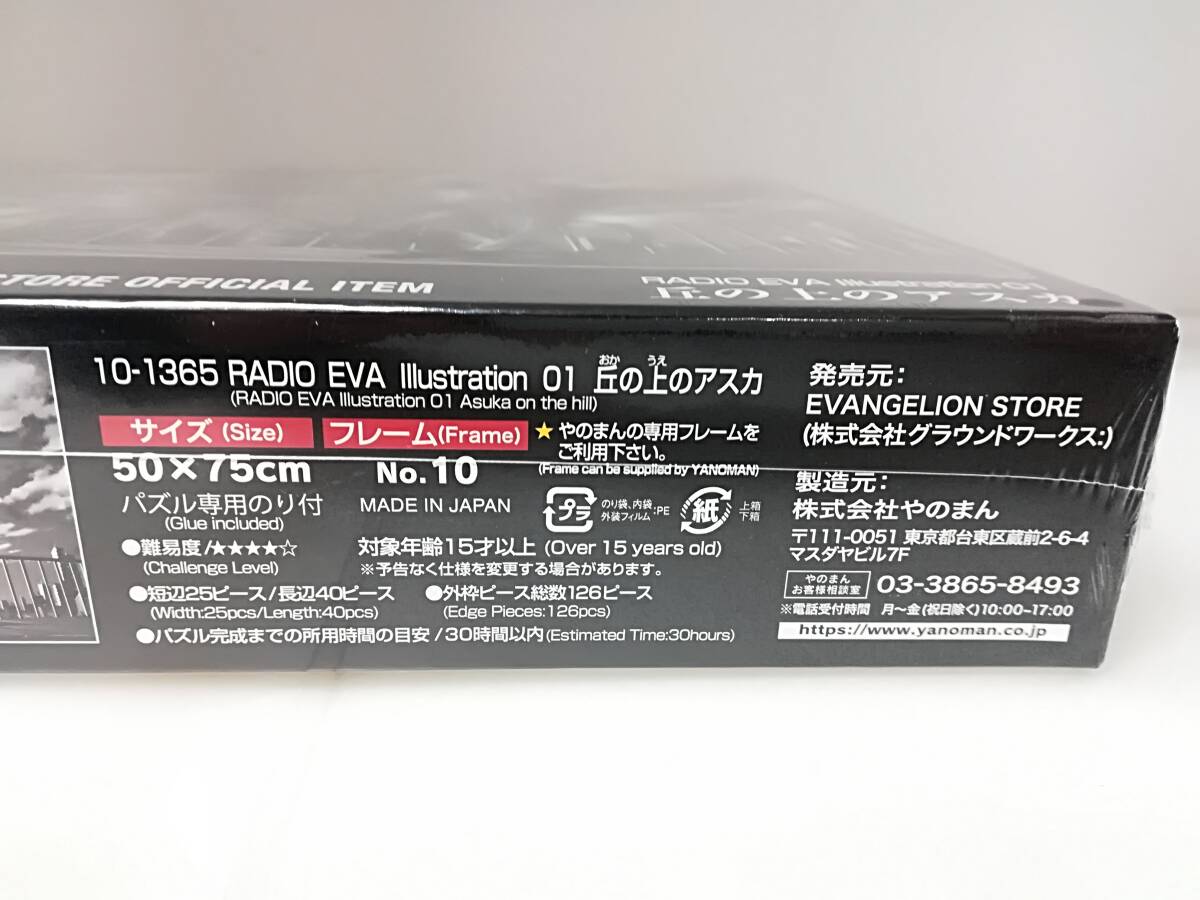 STORE OFFICIAL ITEM
RADIO EVA Illustration 01
丘の上のアスカ
10-1365 RADIO EVA Illustration 01 丘の上のアスカ
おか うえ
(RADIO EVA Illustration 01 Asuka on the hill)
サイズ (Size)
フレーム(Frame)
50×75cm
No.10
★やのまんの専用フレームを
ご利用下さい。
(Frame can be supplied by YANOMAN)
パズル専用のり付
(Glue included)
MADE IN JAPAN
プラ
のり袋、内袋、
外装フィルム :PE
紙
上箱
下箱
●難易度/★★★★☆
(Challenge Level)
対象年齢15才以上 (Over 15 years old)
※予告なく仕様を変更する場合があります。
●短辺25ピース/長辺40ピース
(Width:25pcs/Length:40pcs)
●外枠ピース総数126ピース
(Edge Pieces:126pcs)
●パズル完成までの所用時間の目安/30時間以内(Estimated Time:30hours)
発売元:
EVANGELION STORE
(株式会社グラウンドワークス:)
製造元:
株式会社やのまん
〒111-0051 東京都台東区蔵前2-6-4
マスダヤビル7F
やのまん
お客様相談室
03-3865-8493
※電話受付時間 月〜金(祝日除く)10:00~17:00
https://www.yanoman.co.jp